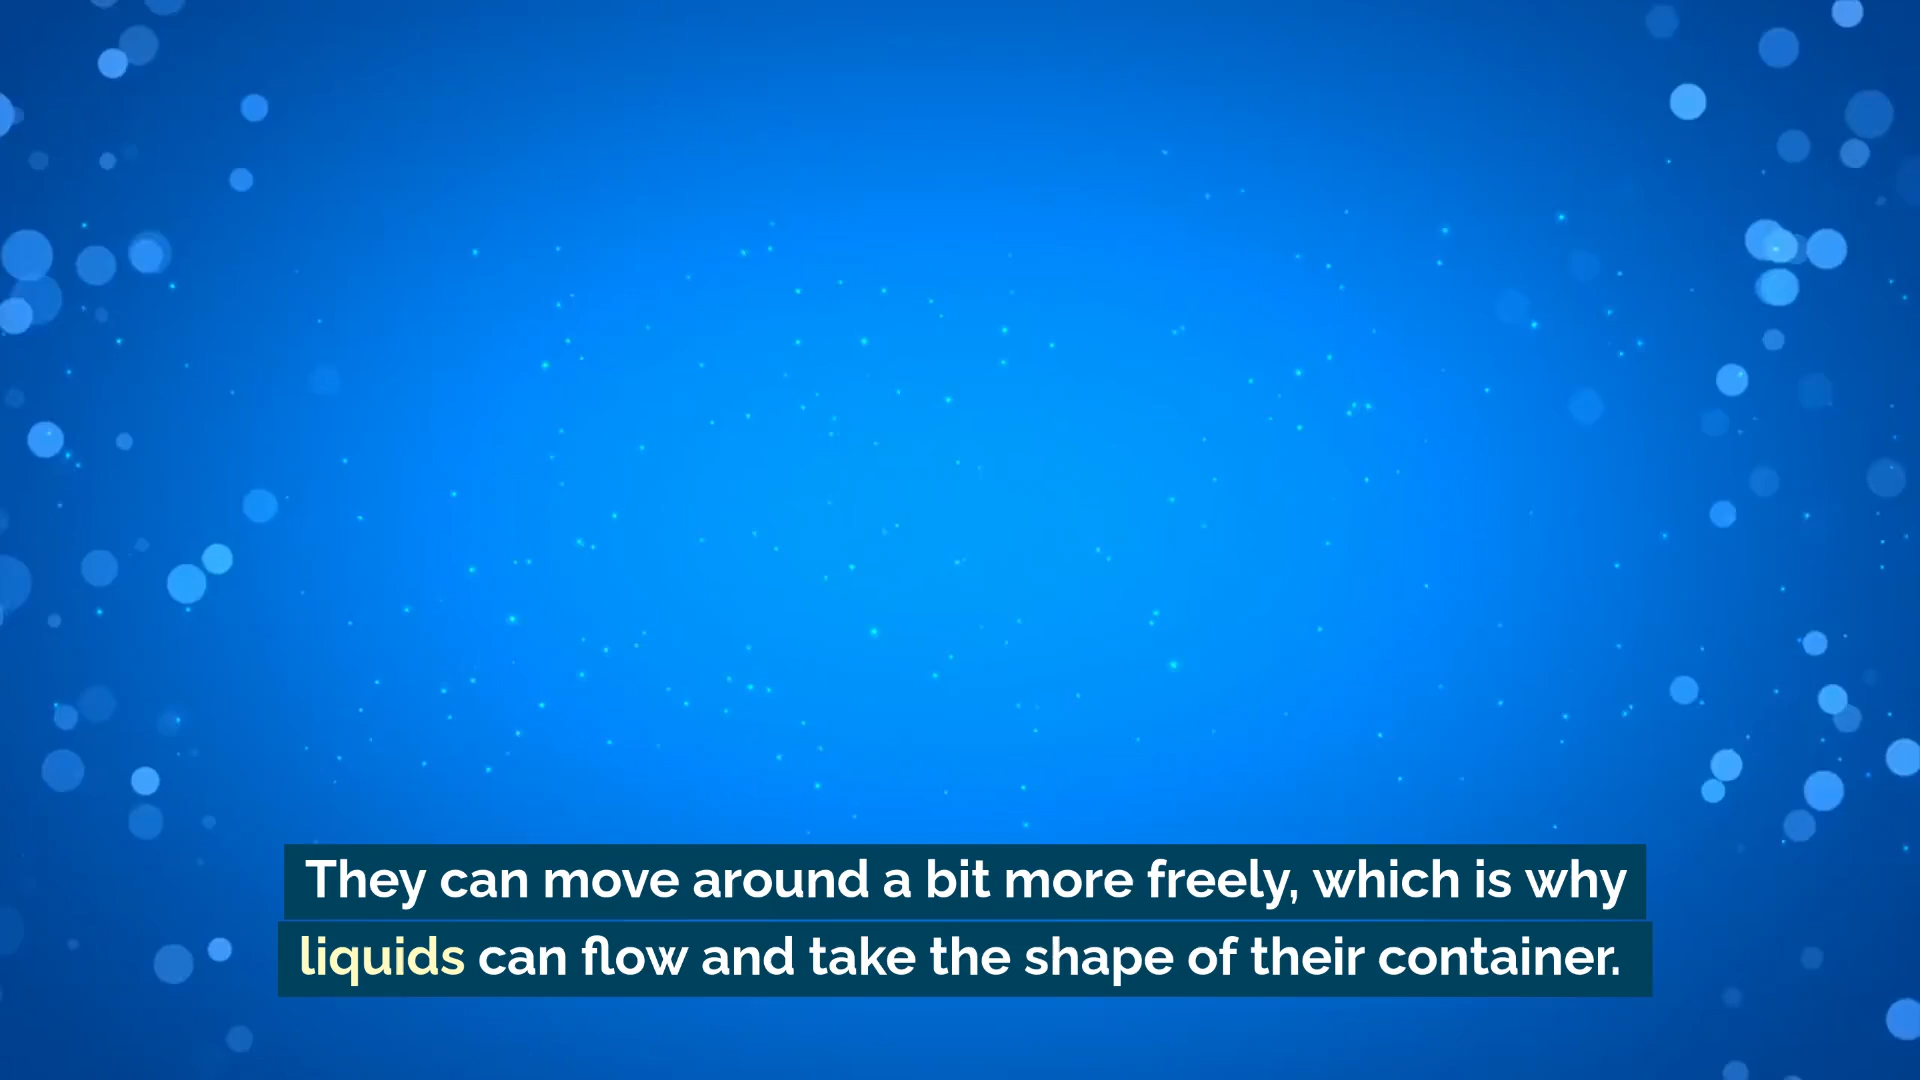 They can move around a bit more freely, which is why
liquids can flow and take the shape of their container.